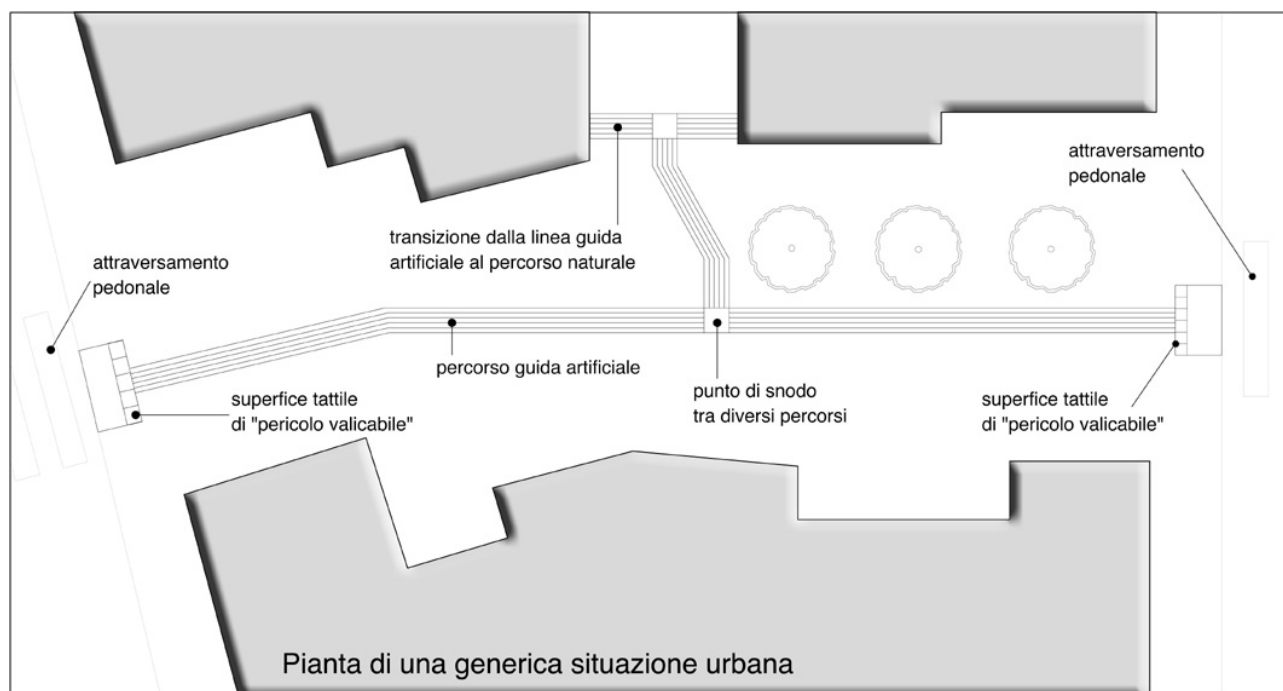 attraversamento
pedonale
transizione dalla linea guida
artificiale al percorso naturale
attraversamento
pedonale
percorso guida artificiale
punto di snodo
tra diversi percorsi
superfice tattile
di "pericolo valicabile"
superfice tattile
di "pericolo valicabile"
Pianta di una generica situazione urbana